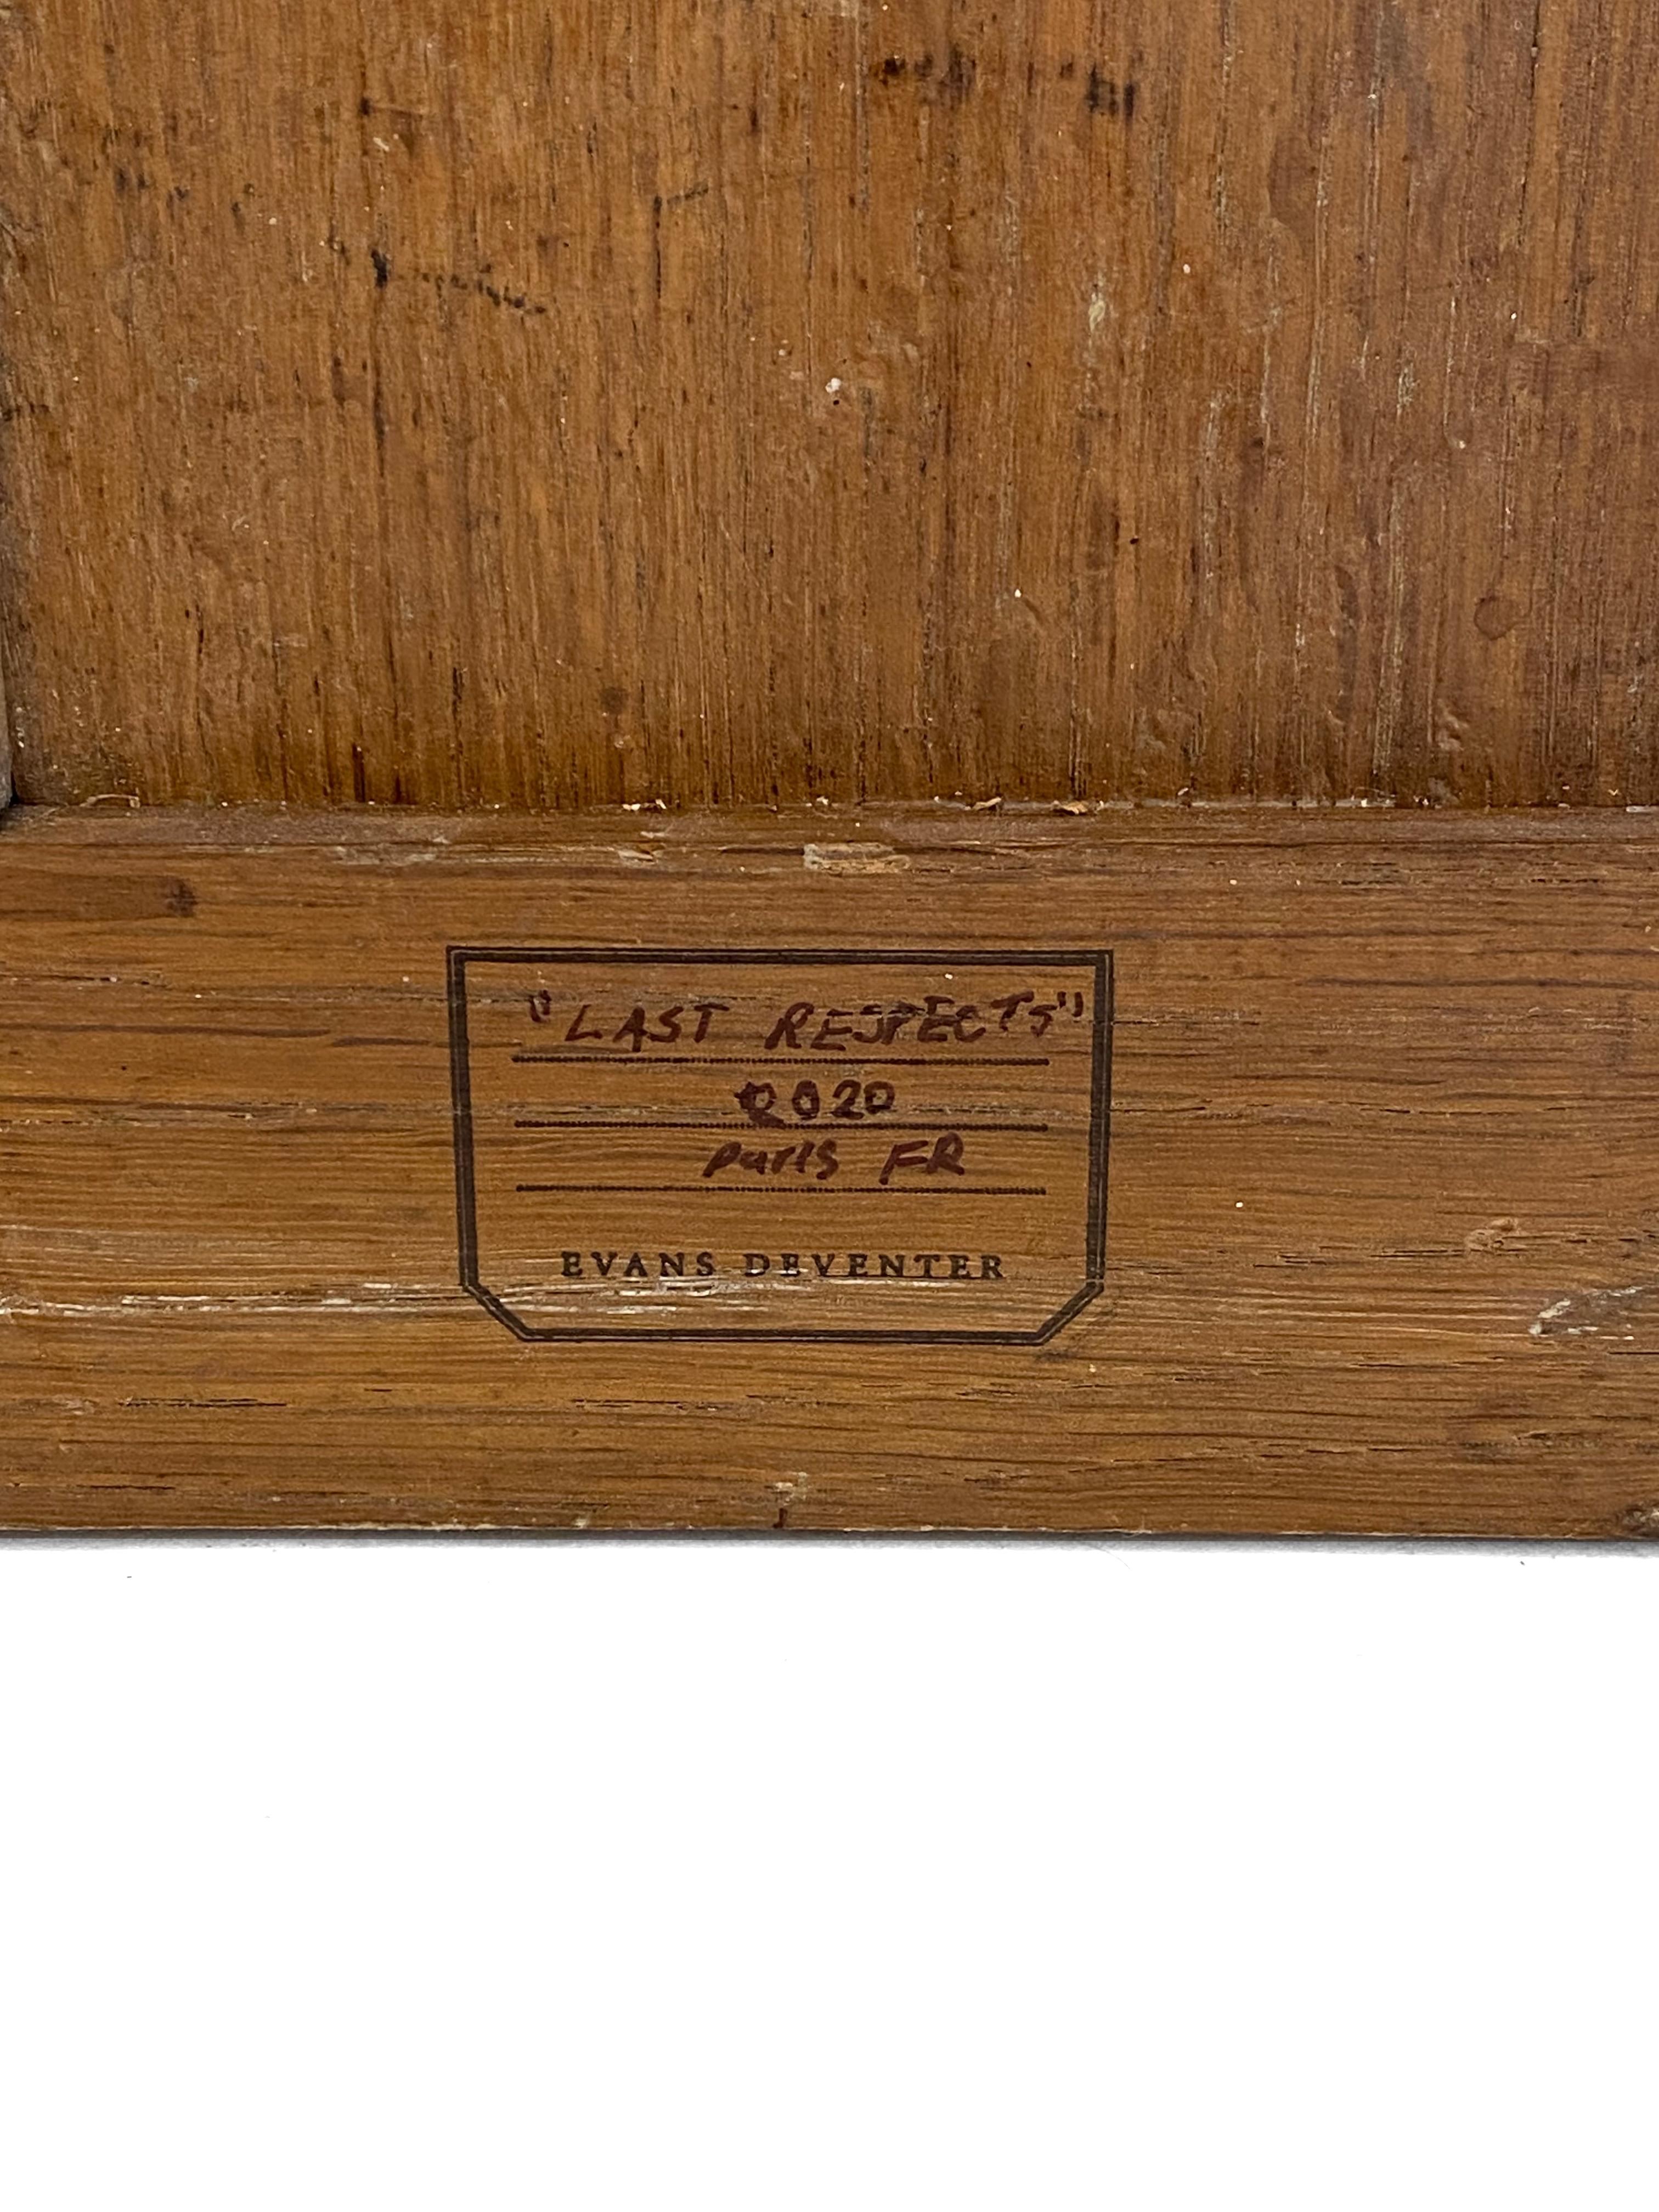 "LAST RESPECTS"
2020
Paris FR
EVANS DEVENTER